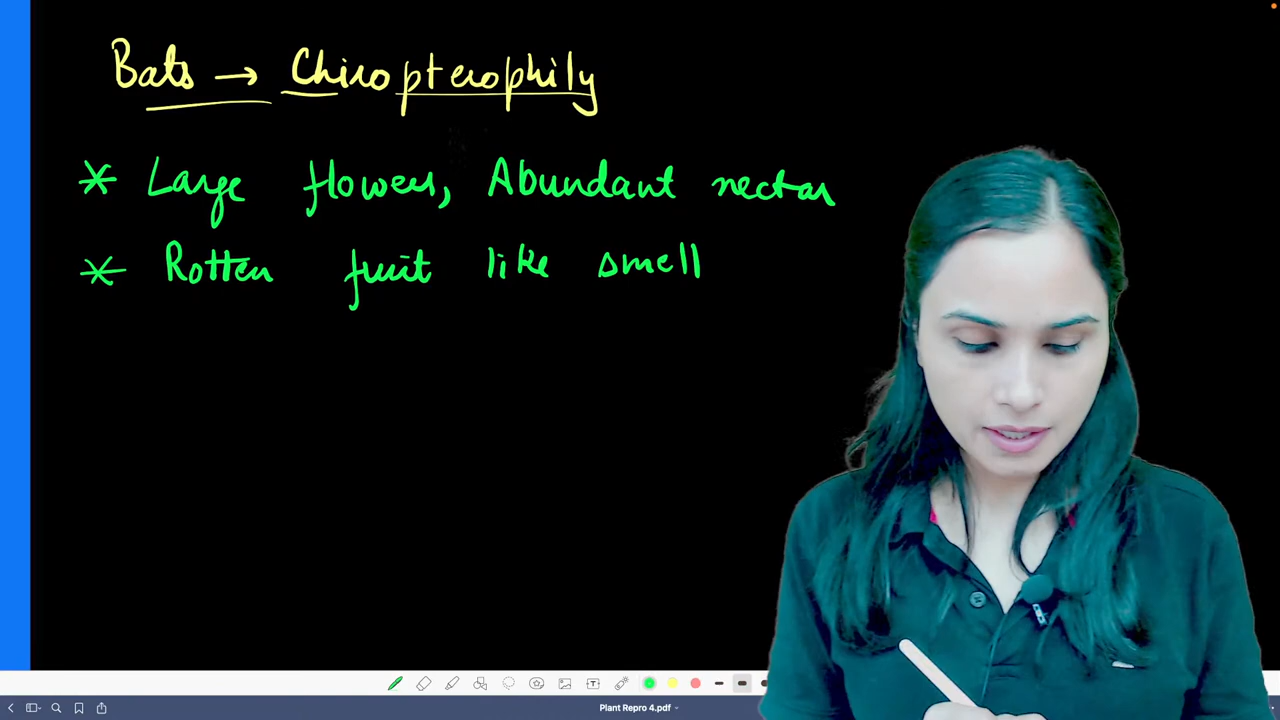 Bats → Chiropterophily
* Large flowers, Abundant nectar
* Rotten fruit like smell
Plant Repro 4.pdf